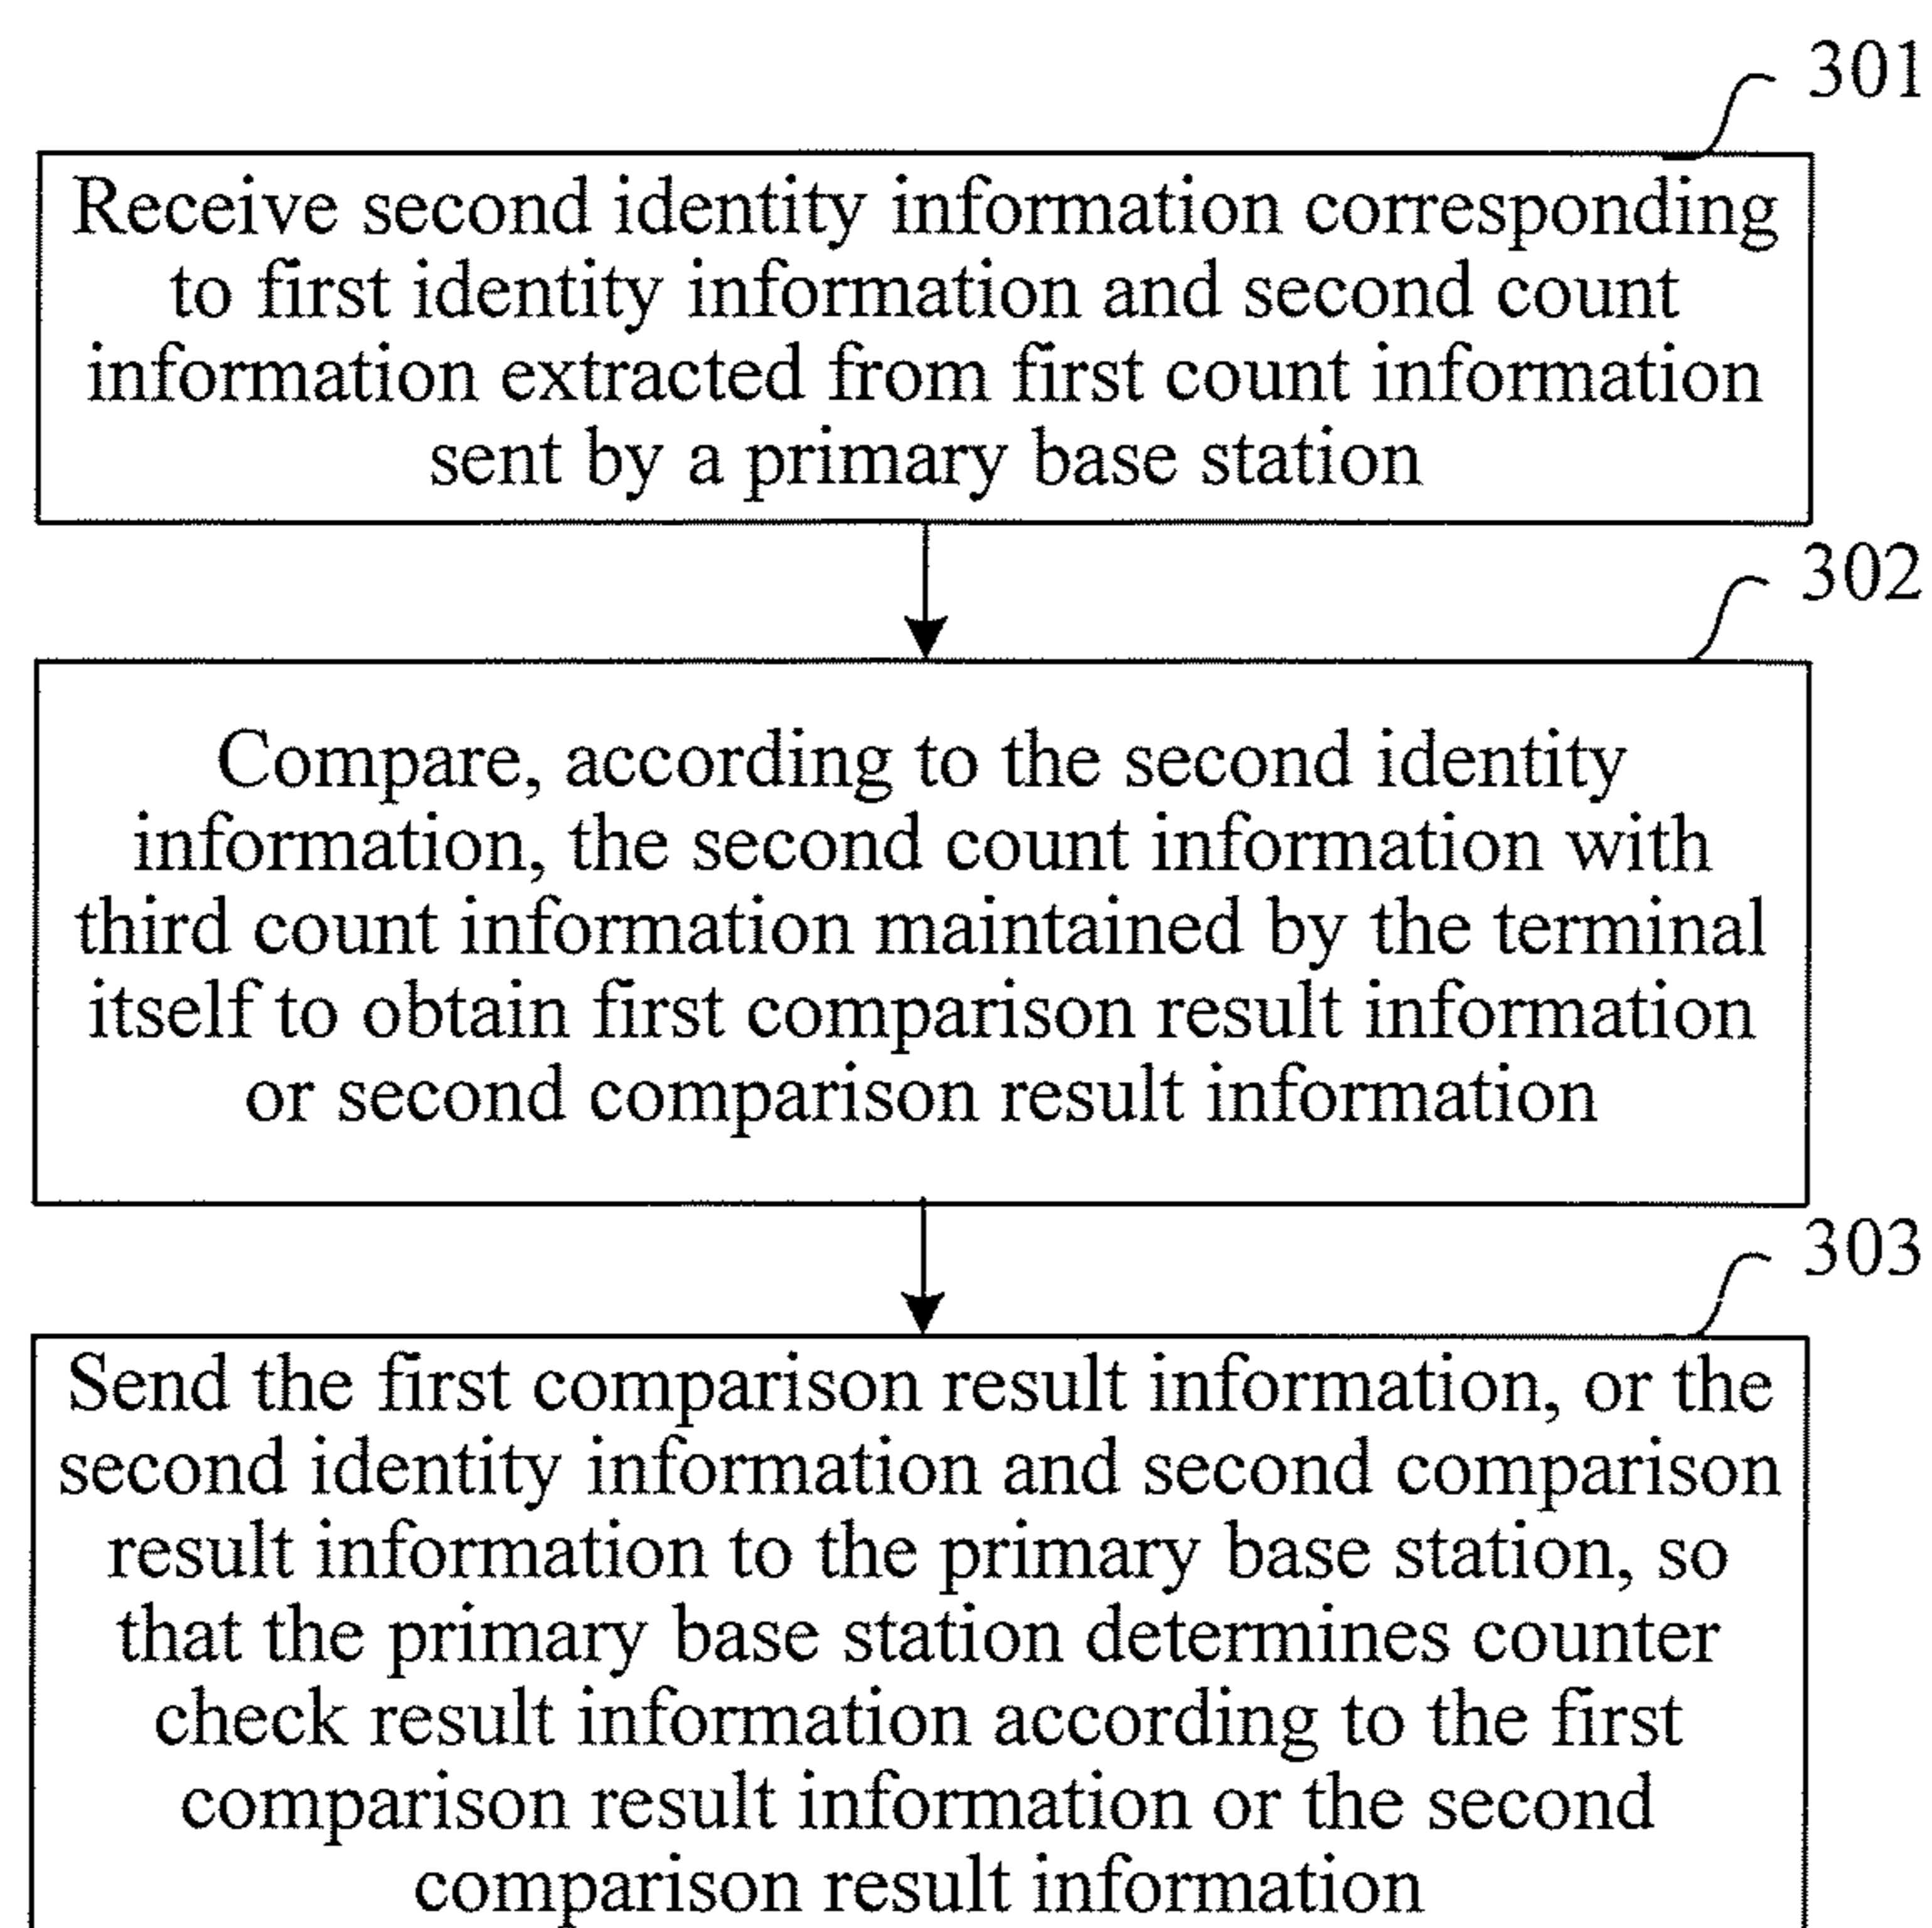 301
Receive second identity information corresponding
to first identity information and second count
information extracted from first count information
sent by a primary base station
302
Compare, according to the second identity
information, the second count information with
third count information maintained by the terminal
itself to obtain first comparison result information
or second comparison result information
303
Send the first comparison result information, or the
second identity information and second comparison
result information to the primary base station, so
that the primary base station determines counter
check result information according to the first
comparison result information or the second
comparison result information